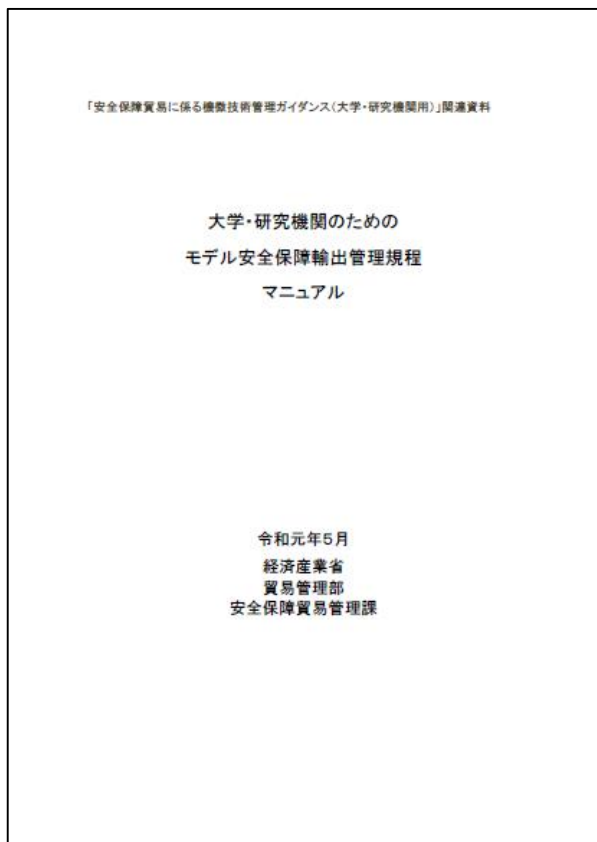 「安全保障貿易に係る機微技術管理ガイダンス（大学・研究機関用）」関連資料
大学・研究機関のための
モデル安全保障輸出管理規程
マニュアル
令和元年５月
経済産業省
貿易管理部
安全保障貿易管理課